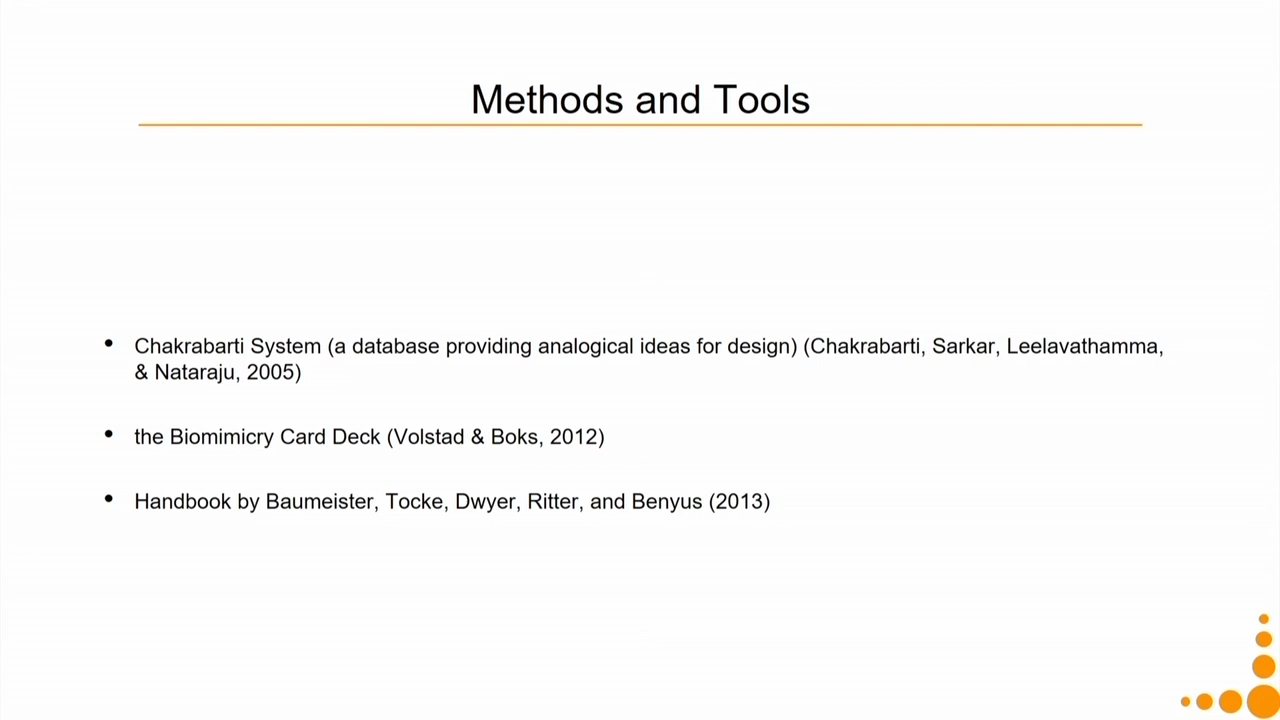 Methods and Tools
• Chakrabarti System (a database providing analogical ideas for design) (Chakrabarti, Sarkar, Leelavathamma,
& Nataraju, 2005)
• the Biomimicry Card Deck (Volstad & Boks, 2012)
• Handbook by Baumeister, Tocke, Dwyer, Ritter, and Benyus (2013)